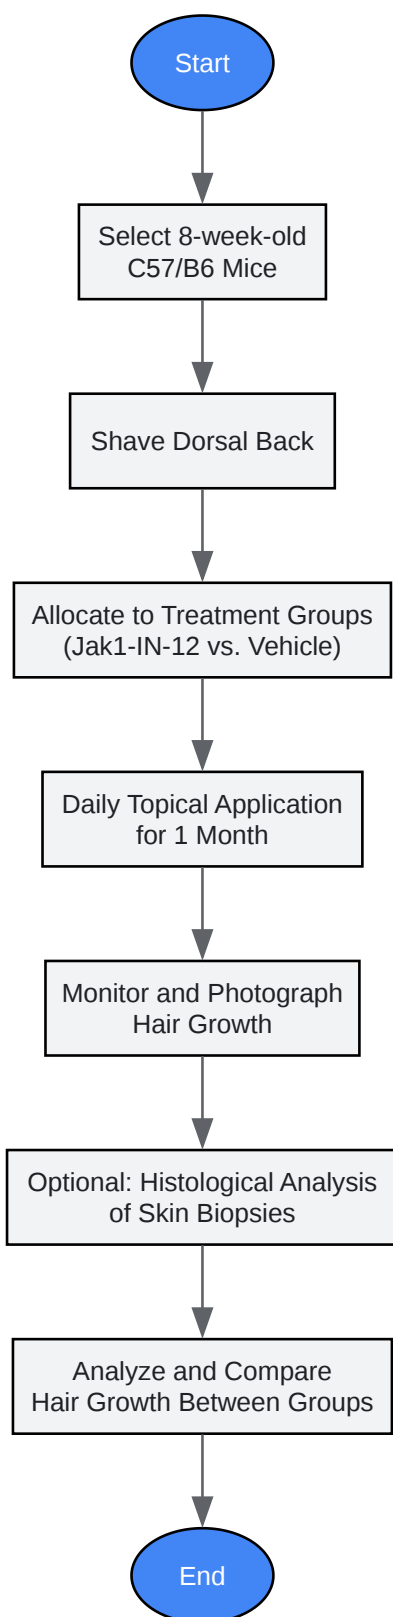 Start
Select 8-week-old
C57/B6 Mice
Shave Dorsal Back
Allocate to Treatment Groups
(Jak1-IN-12 vs. Vehicle)
Daily Topical Application
for 1 Month
Monitor and Photograph
Hair Growth
Optional: Histological Analysis
of Skin Biopsies
Analyze and Compare
Hair Growth Between Groups
End